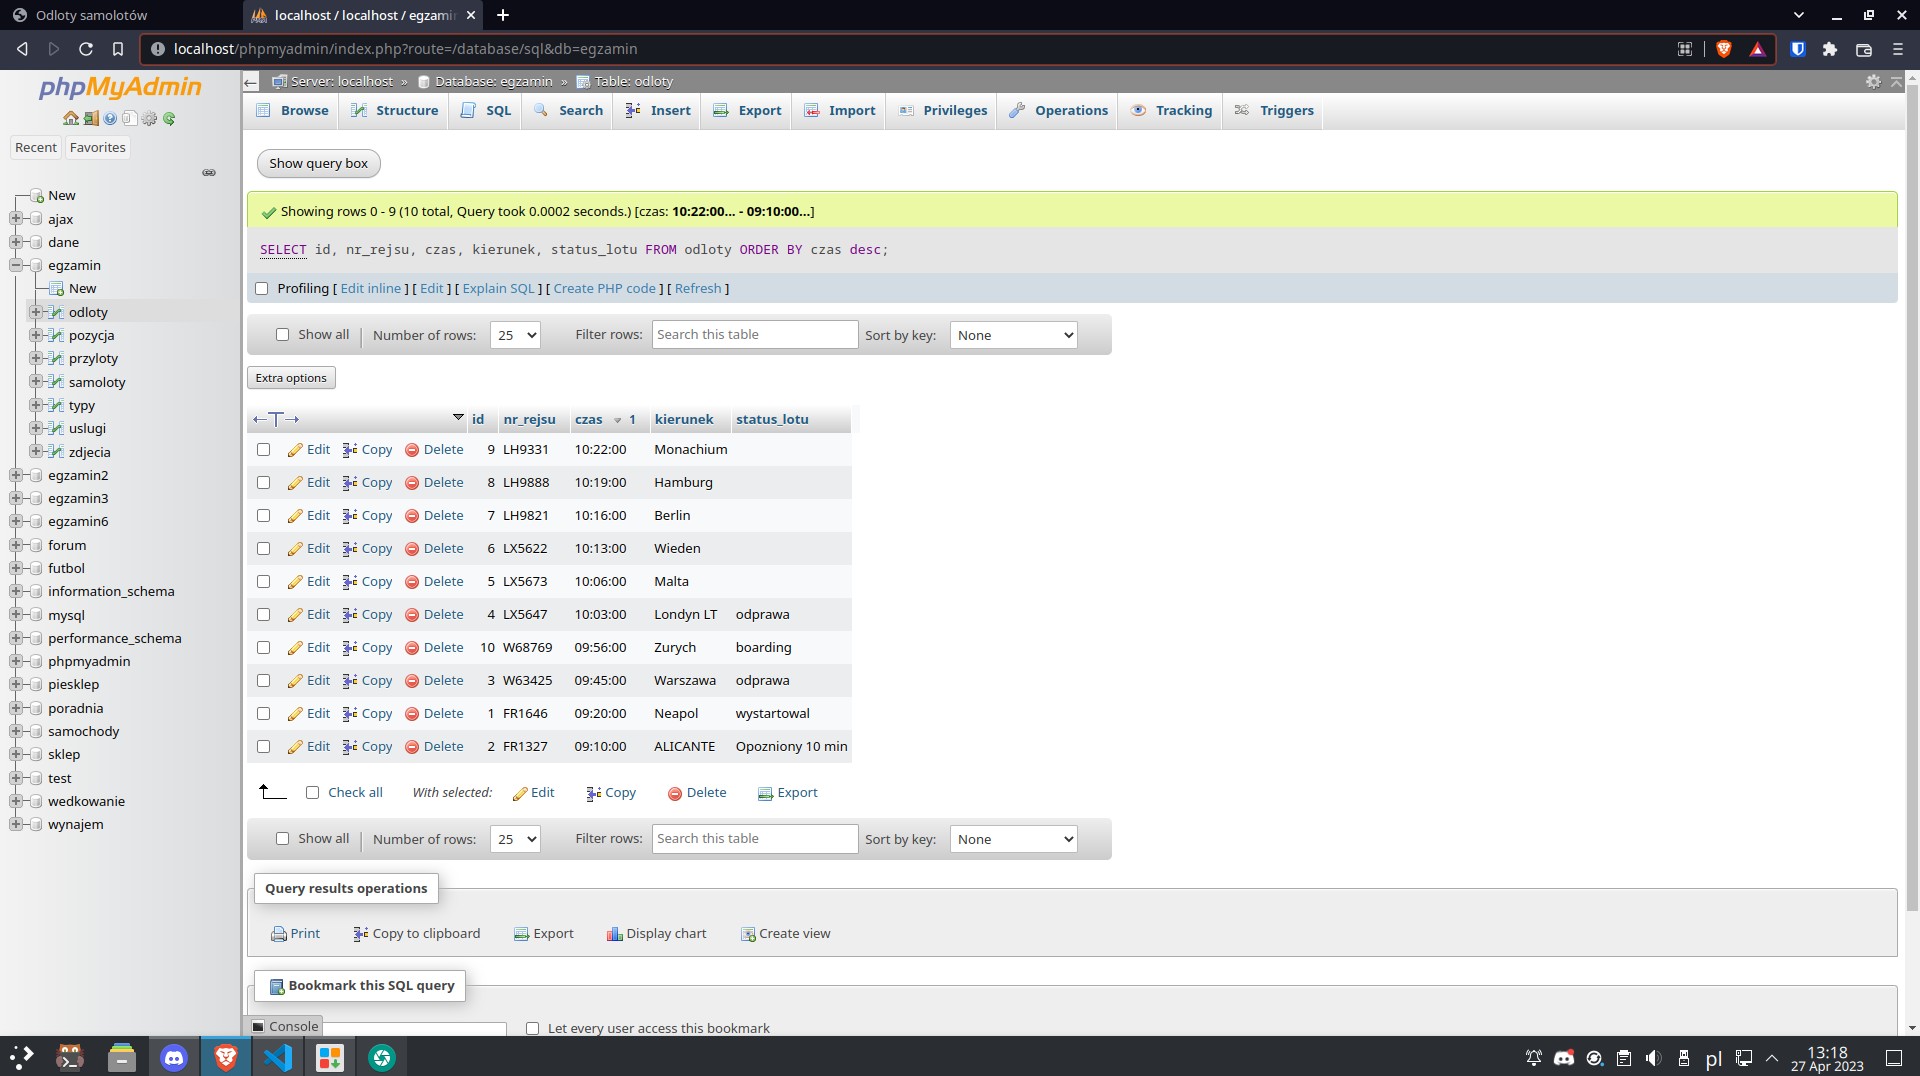 Odloty samolotów
localhost / localhost / egzamin
localhost/phpmyadmin/index.php?route=/database/sql&db=egzamin
phpMyAdmin
Recent Favorites
New
ajax
dane
egzamin
New
odloty
pozycja
przyloty
samoloty
typy
uslugi
zdjecia
egzamin2
egzamin3
egzamin6
forum
futbol
information_schema
mysql
performance_schema
phpmyadmin
piesklep
poradnia
samochody
sklep
test
wedkowanie
wynajem
Server: localhost » Database: egzamin » Table: odloty
Browse Structure SQL Search Insert Export Import Privileges Operations Tracking Triggers
Show query box
Showing rows 0 - 9 (10 total, Query took 0.0002 seconds.) [czas: 10:22:00... - 09:10:00...]
SELECT id, nr_rejsu, czas, kierunek, status_lotu FROM odloty ORDER BY czas desc;
Profiling [ Edit inline ] [ Edit ] [ Explain SQL ] [ Create PHP code ] [ Refresh ]
Show all Number of rows: 25 Filter rows: Search this table Sort by key: None
Extra options
id nr_rejsu czas 1 kierunek status_lotu
Edit Copy Delete 9 LH9331 10:22:00 Monachium
Edit Copy Delete 8 LH9888 10:19:00 Hamburg
Edit Copy Delete 7 LH9821 10:16:00 Berlin
Edit Copy Delete 6 LX5622 10:13:00 Wieden
Edit Copy Delete 5 LX5673 10:06:00 Malta
Edit Copy Delete 4 LX5647 10:03:00 Londyn LT odprawa
Edit Copy Delete 10 W68769 09:56:00 Zurych boarding
Edit Copy Delete 3 W63425 09:45:00 Warszawa odprawa
Edit Copy Delete 1 FR1646 09:20:00 Neapol wystartowal
Edit Copy Delete 2 FR1327 09:10:00 ALICANTE Opozniony 10 min
Check all With selected: Edit Copy Delete Export
Show all Number of rows: 25 Filter rows: Search this table Sort by key: None
Query results operations
Print Copy to clipboard Export Display chart Create view
Bookmark this SQL query
Console
Let every user access this bookmark
pl
13:18
27 Apr 2023